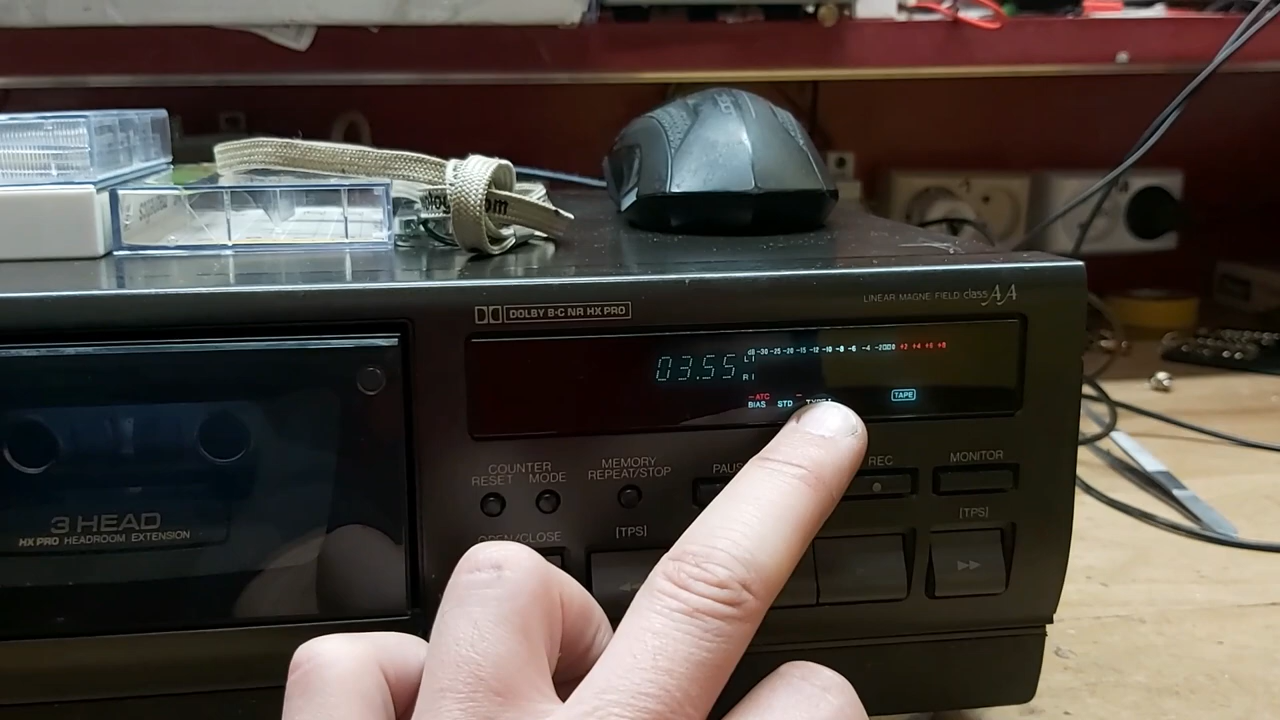 LINEAR MAGNE FIELD class AA
DOLBY B-C NR HX PRO
03.55
dB -30 -25 -20 -15 -12 -10 -8 -6 -4 -2 0 +2 +4 +6 +8
L
R
ATC
BIAS STD TYPE I
TAPE
COUNTER
RESET MODE
MEMORY
REPEAT/STOP
PAUS
REC
MONITOR
OPEN/CLOSE
[TPS]
[TPS]
3 HEAD
HX PRO HEADROOM EXTENSION